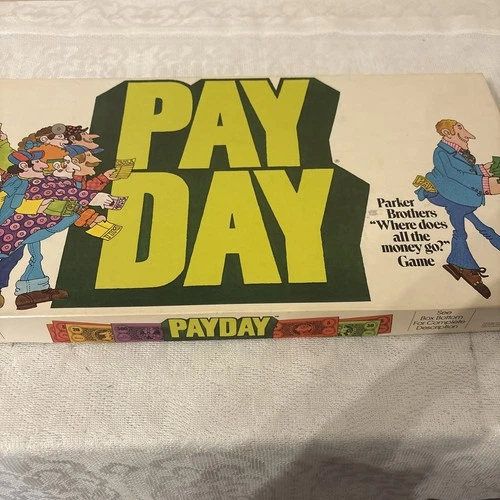 PAY
DAY
Parker
Brothers
"Where does
all the
money go?"
Game
PAYDAY
See
Box Bottom
For Complete
Description